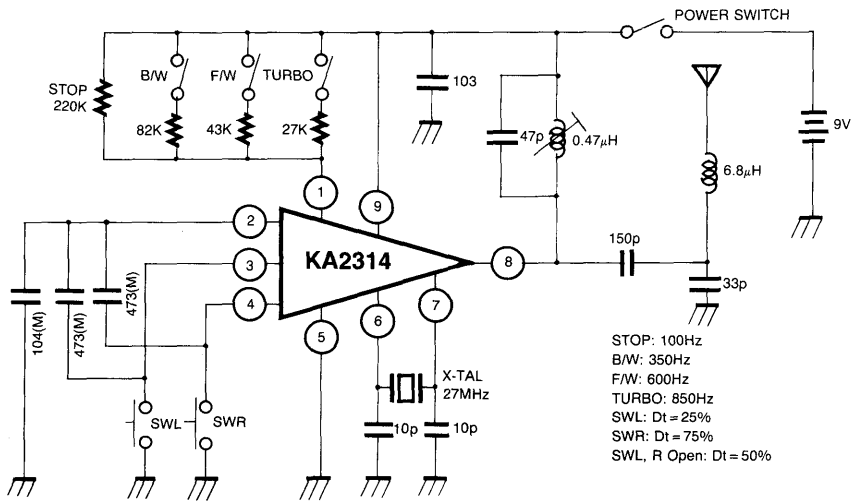 POWER SWITCH
B/W
F/W
TURBO
STOP
220K
82K
43K
27K
103
47p
0.47μH
9V
6.8μH
1
9
2
KA2314
8
150p
3
4
33p
104(M)
473(M)
473(M)
5
6
7
X-TAL
27MHz
10p
10p
SWL
SWR
STOP: 100Hz
B/W: 350Hz
F/W: 600Hz
TURBO: 850Hz
SWL: Dt=25%
SWR: Dt=75%
SWL, R Open: Dt=50%